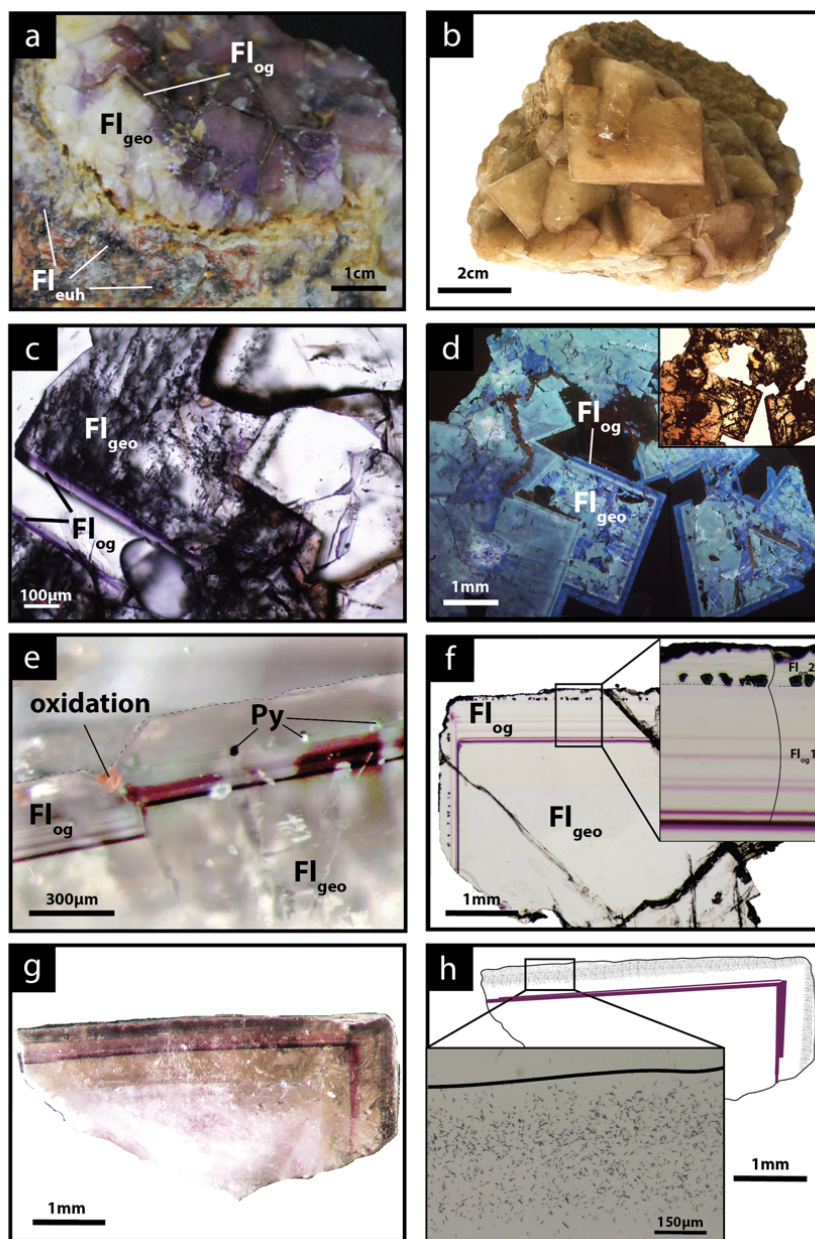 a
Fl og
Fl geo
Fl euh
1cm
b
2cm
c
Fl geo
Fl og
100μm
d
Fl og
Fl geo
1mm
e
oxidation
Py
Fl og
Fl geo
300μm
f
Fl og
Fl geo
1mm
Fl og 2
Fl og 1
g
1mm
h
150μm
1mm